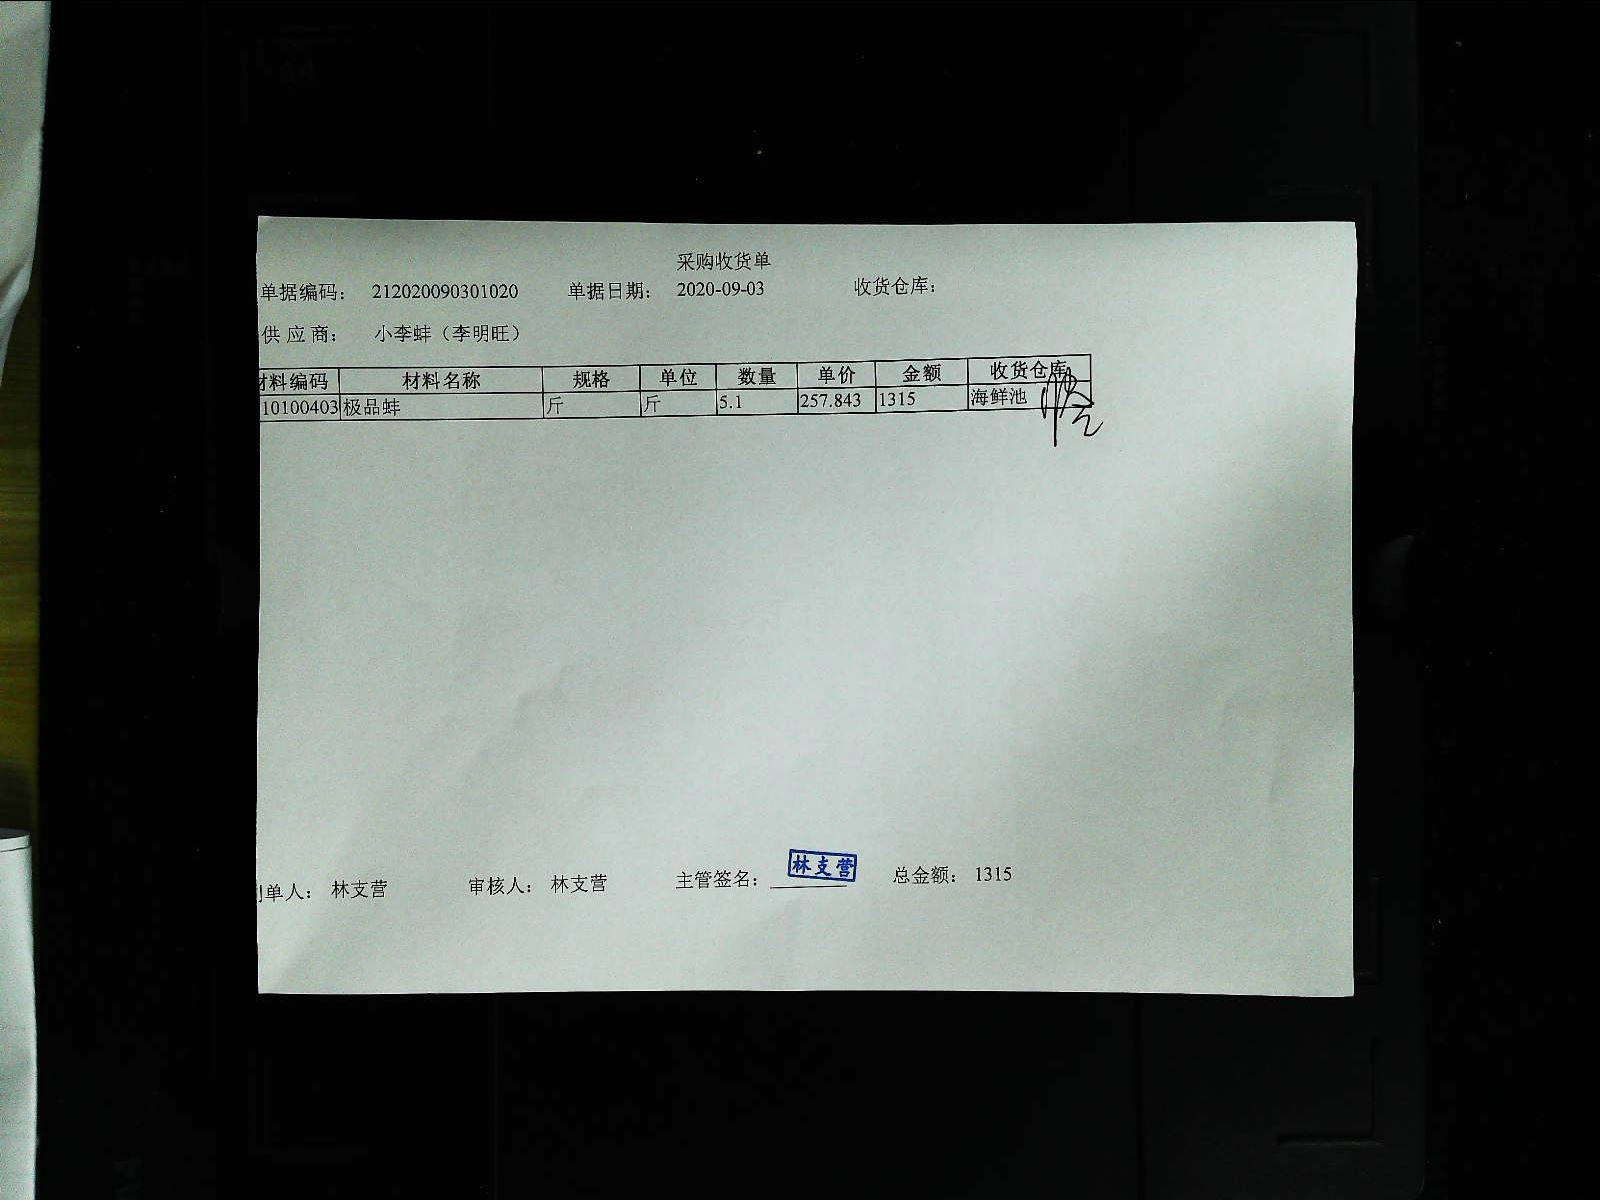 采购收货单
单据编码： 212020090301020 单据日期： 2020-09-03 收货仓库：
供应商： 小李蚌（李明旺）
材料编码 材料名称 规格 单位 数量 单价 金额 收货仓库
10100403 极品蚌 斤 斤 5.1 257.843 1315 海鲜池
单人： 林支营 审核人： 林支营 主管签名： 林支营 总金额： 1315